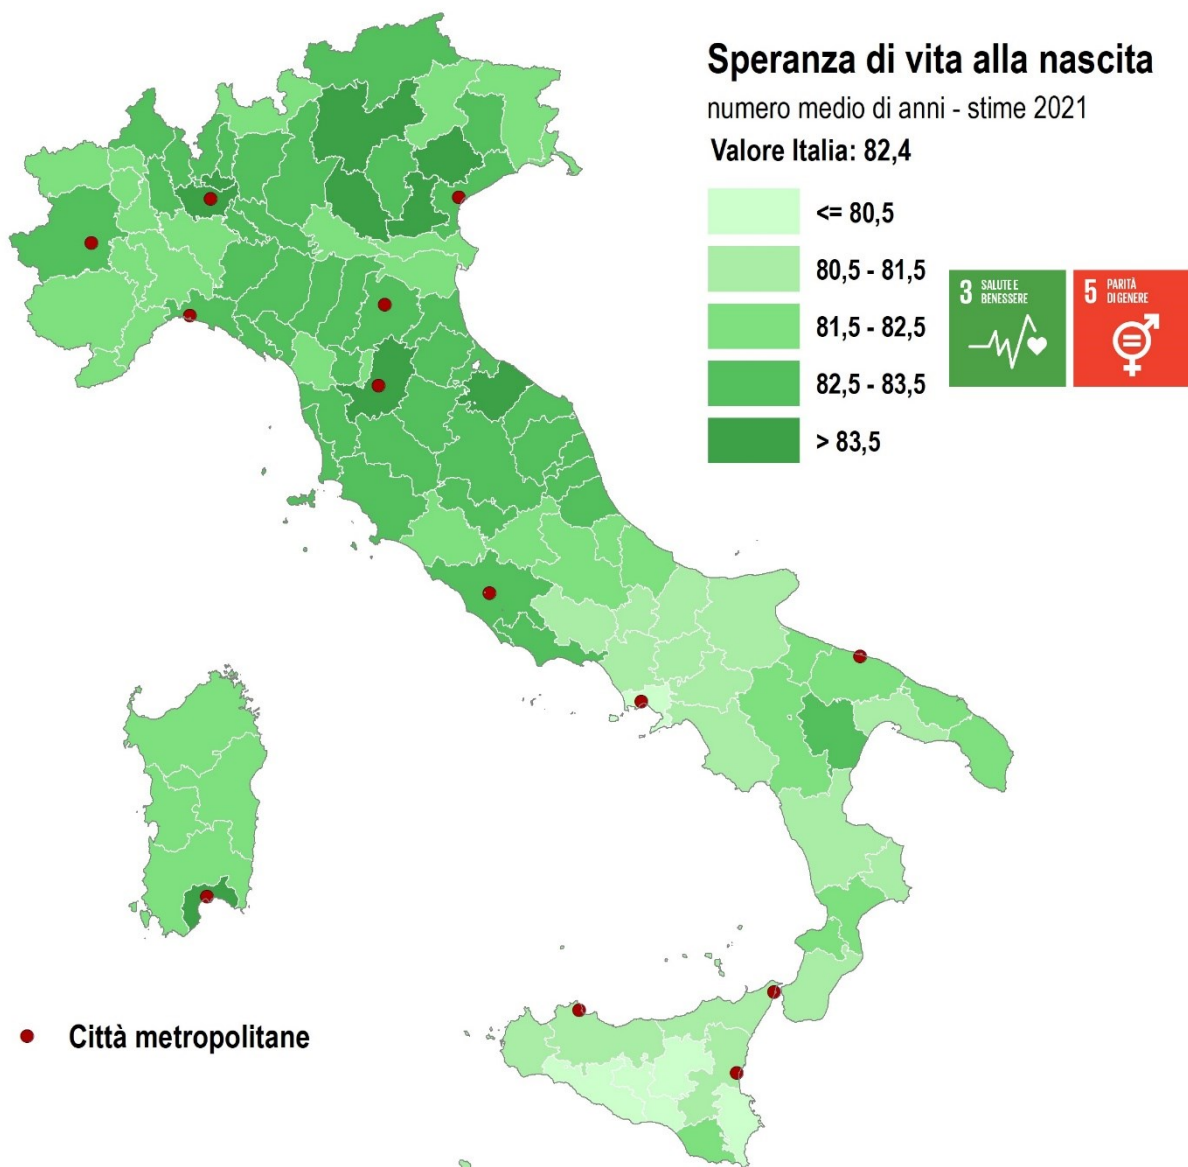 Speranza di vita alla nascita
numero medio di anni - stime 2021
Valore Italia: 82,4
<= 80,5
80,5 - 81,5
81,5 - 82,5
82,5 - 83,5
> 83,5
3 SALUTE E
BENESSERE
5 PARITÀ
DI GENERE
Città metropolitane